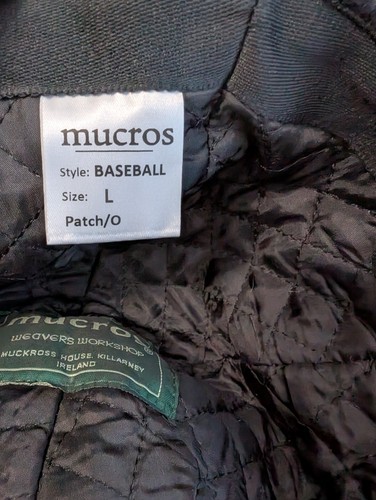 mucros
Style: BASEBALL
Size: L
Patch/O
mucros
WEAVERS WORKSHOP
MUCKROSS HOUSE, KILLARNEY
IRELAND